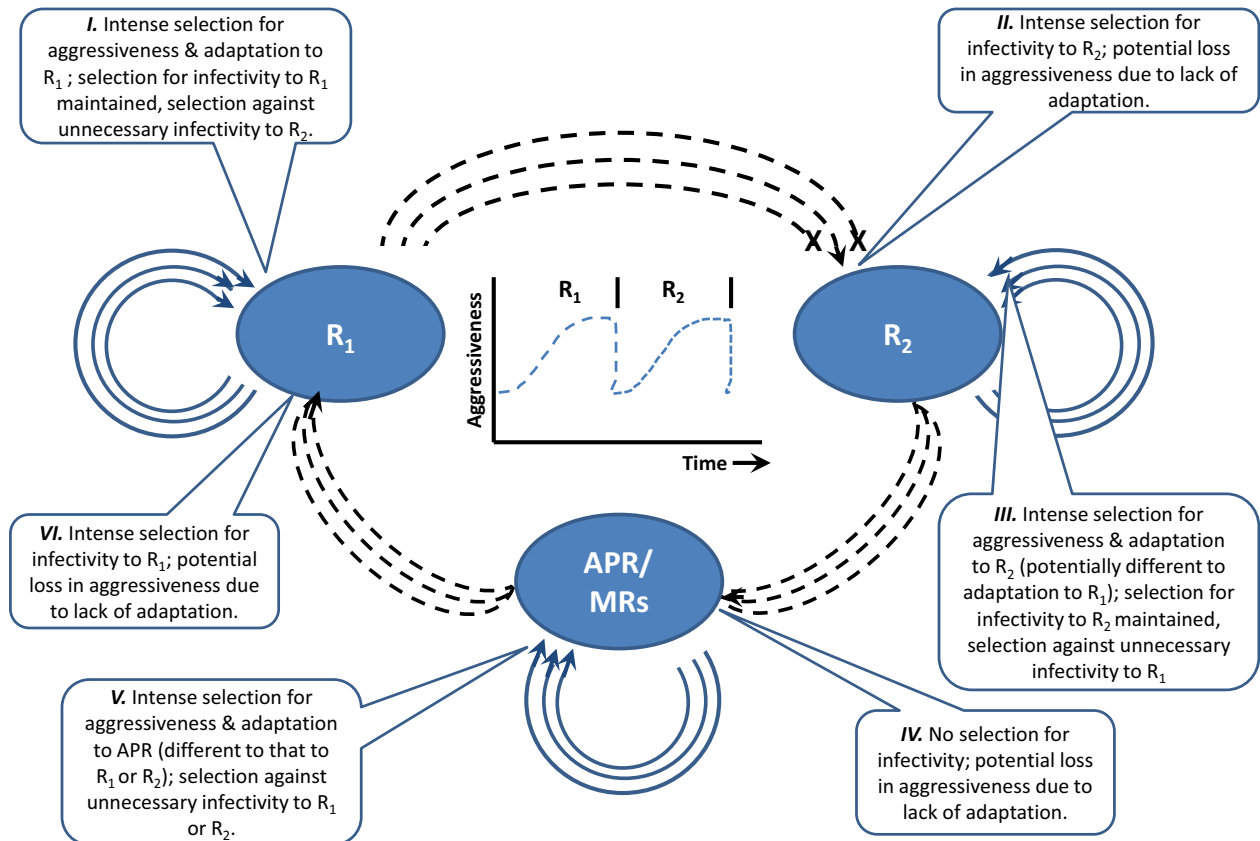 I. Intense selection for
aggressiveness & adaptation to
R₁ ; selection for infectivity to R₁
maintained, selection against
unnecessary infectivity to R₂.
II. Intense selection for
infectivity to R₂; potential loss
in aggressiveness due to lack of
adaptation.
X X
R₁
R₂
R₁ R₂
Aggressiveness
Time
VI. Intense selection for
infectivity to R₁; potential
loss in aggressiveness due
to lack of adaptation.
APR/
MRs
III. Intense selection for
aggressiveness & adaptation
to R₂ (potentially different to
adaptation to R₁); selection for
infectivity to R₂ maintained,
selection against unnecessary
infectivity to R₁
V. Intense selection for
aggressiveness & adaptation
to APR (different to that to
R₁ or R₂); selection against
unnecessary infectivity to R₁
or R₂.
IV. No selection for
infectivity; potential loss
in aggressiveness due to
lack of adaptation.